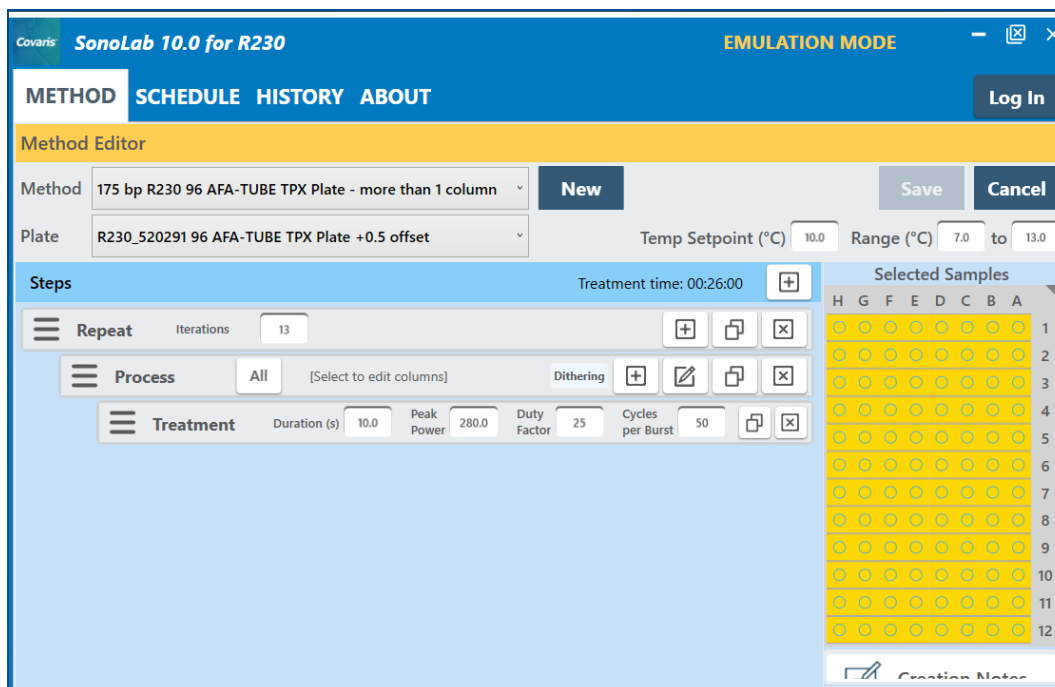 Covaris SonoLab 10.0 for R230 EMULATION MODE
METHOD SCHEDULE HISTORY ABOUT Log In
Method Editor
Method 175 bp R230 96 AFA-TUBE TPX Plate - more than 1 column New Save Cancel
Plate R230_520291 96 AFA-TUBE TPX Plate +0.5 offset Temp Setpoint (°C) 10.0 Range (°C) 7.0 to 13.0
Steps Treatment time: 00:26:00
Selected Samples
H G F E D C B A
Repeat Iterations 13
Process All [Select to edit columns] Dithering
Treatment Duration (s) 10.0 Peak Power 280.0 Duty Factor 25 Cycles per Burst 50
1
2
3
4
5
6
7
8
9
10
11
12
Creation Notes